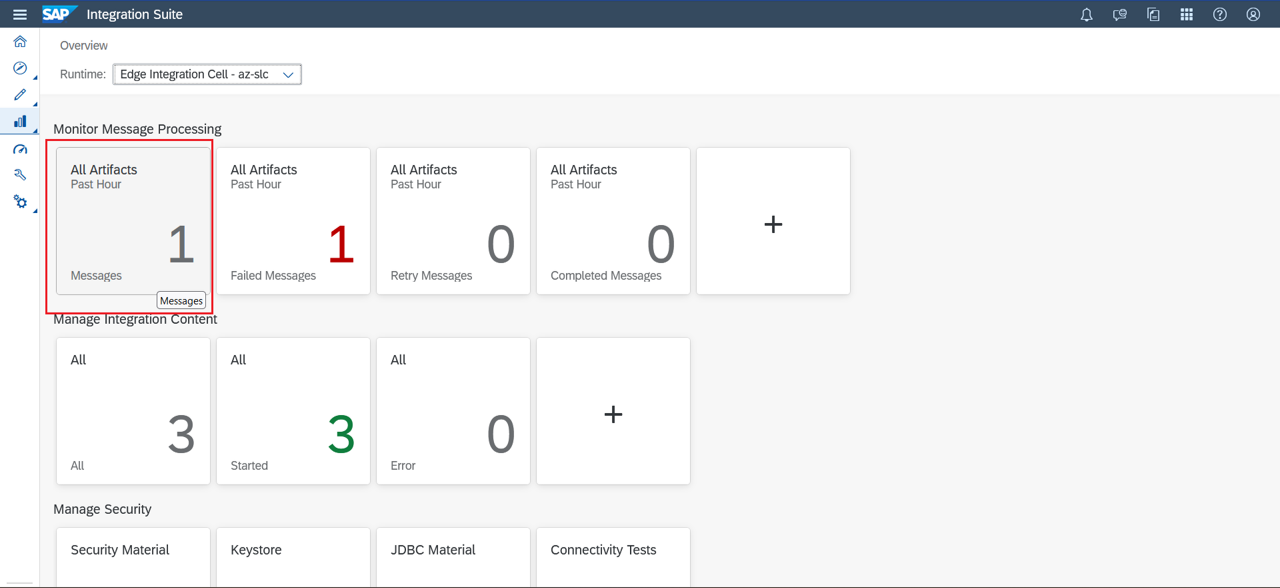 SAP Integration Suite
Overview
Runtime: Edge Integration Cell - az-slc
Monitor Message Processing
All Artifacts
Past Hour
1
Messages
All Artifacts
Past Hour
1
Failed Messages
All Artifacts
Past Hour
0
Retry Messages
All Artifacts
Past Hour
0
Completed Messages
+
Messages
Manage Integration Content
All
3
All
All
3
Started
All
0
Error
+
Manage Security
Security Material
Keystore
JDBC Material
Connectivity Tests